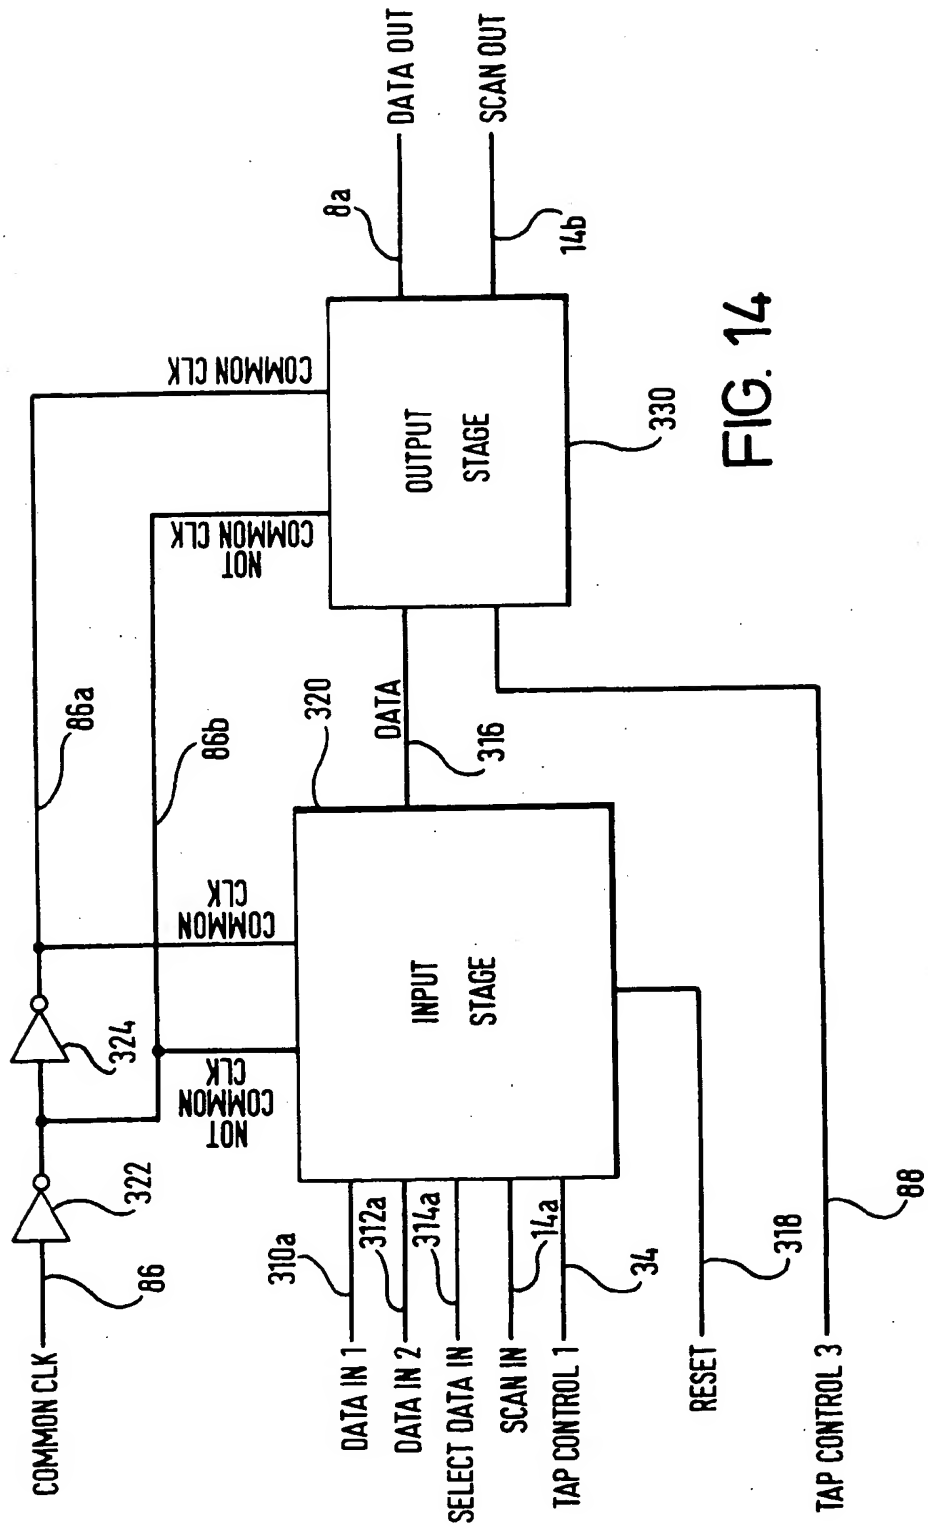 COMMON CLK
86
322
324
86a
86b
NOT
COMMON
CLK
COMMON
CLK
NOT
COMMON CLK
COMMON CLK
DATA IN 1
310a
DATA IN 2
312a
SELECT DATA IN
314a
SCAN IN
14a
TAP CONTROL 1
34
INPUT
STAGE
320
DATA
316
OUTPUT
STAGE
330
8a
DATA OUT
14b
SCAN OUT
RESET
318
TAP CONTROL 3
88
FIG. 14